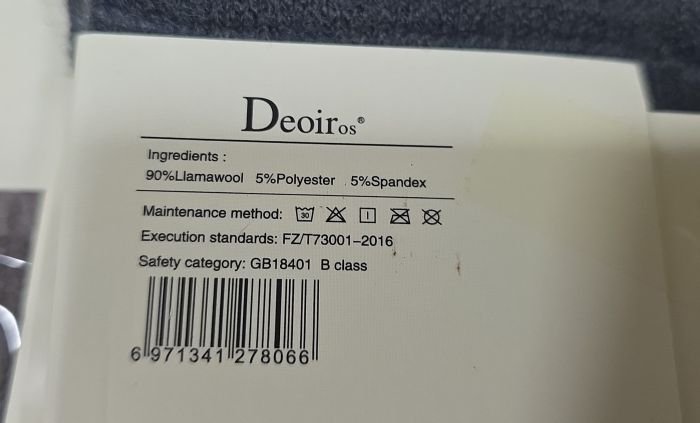 Deoiros®
Ingredients :
90%Llamawool 5%Polyester 5%Spandex
Maintenance method: 30
Execution standards: FZ/T73001-2016
Safety category: GB18401 B class
6 971341 278066